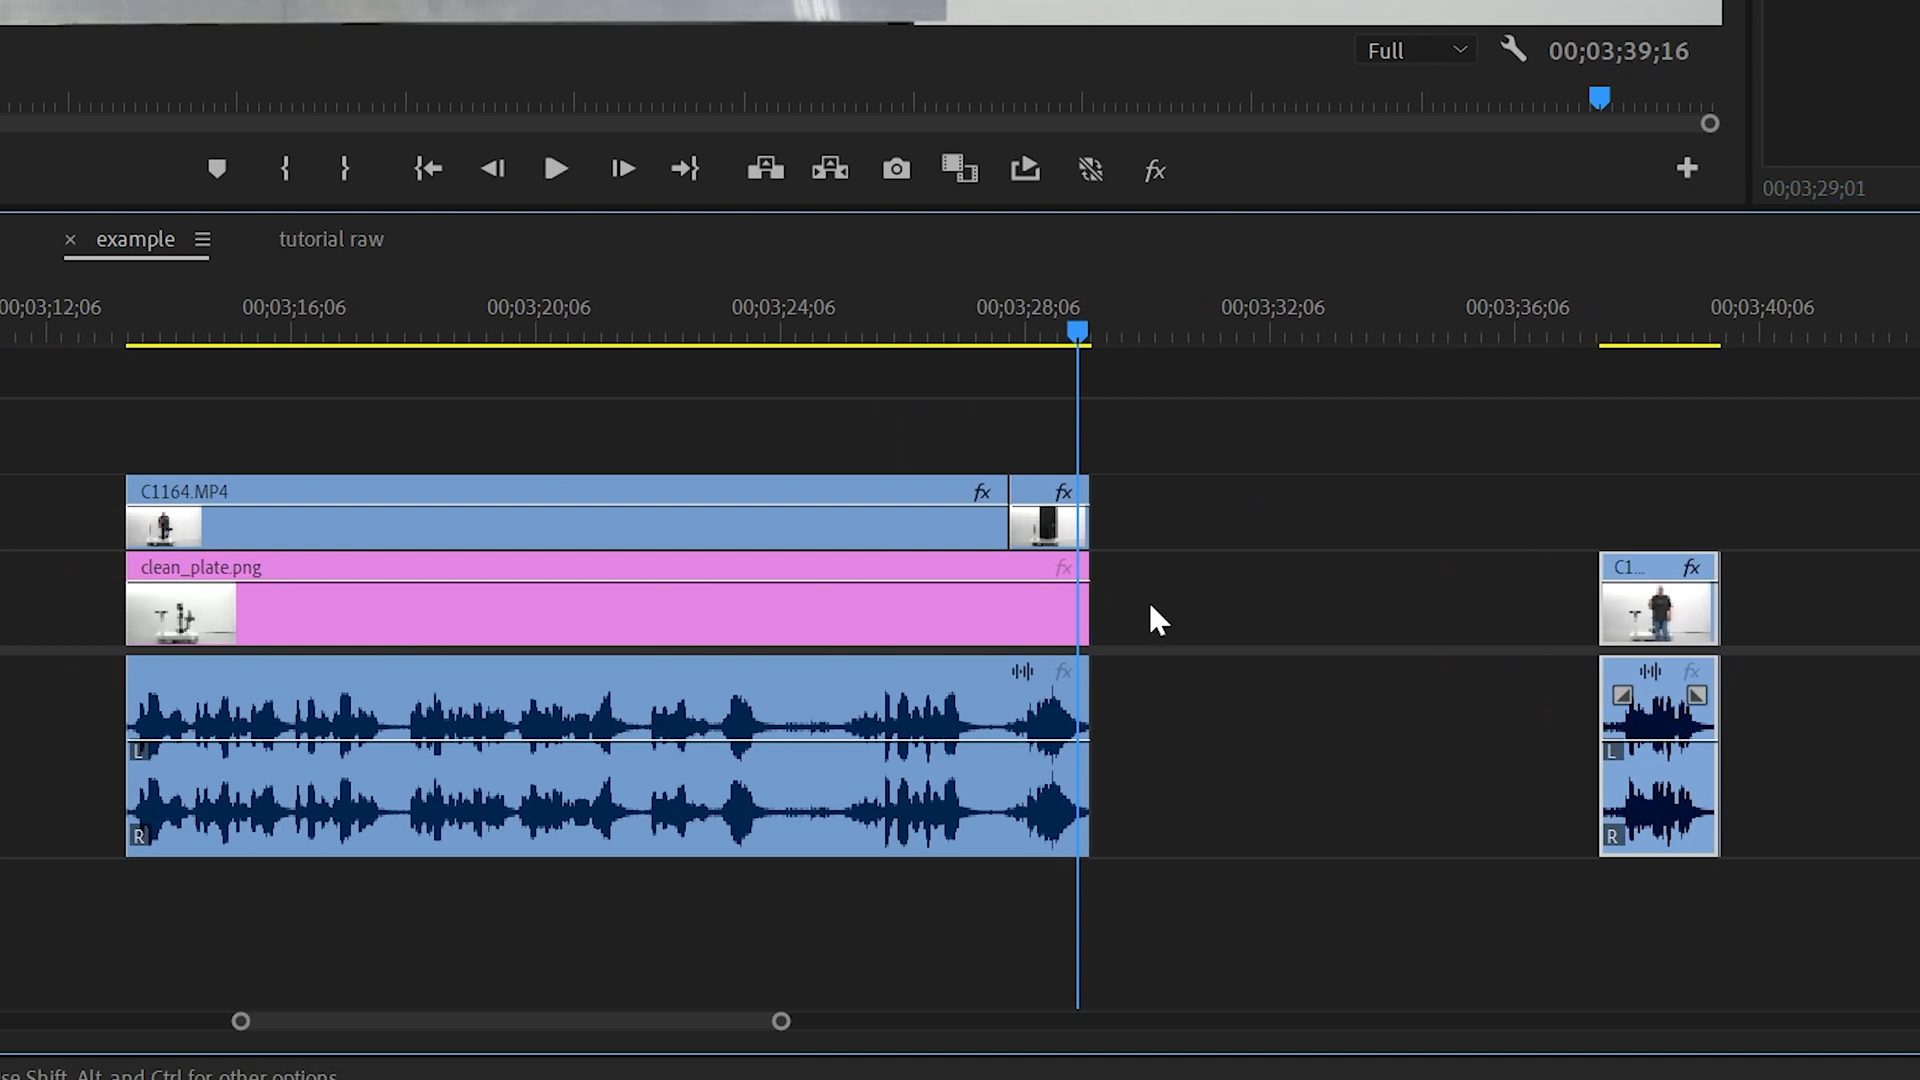 Full
00;03;39;16
fx
00;03;29;01
example
tutorial raw
00;03;12;06
00;03;16;06
00;03;20;06
00;03;24;06
00;03;28;06
00;03;32;06
00;03;36;06
00;03;40;06
C1164.MP4
fx
fx
clean_plate.png
fx
C1...
fx
fx
fx
L
L
R
R
se Shift, Alt, and Ctrl for other options.